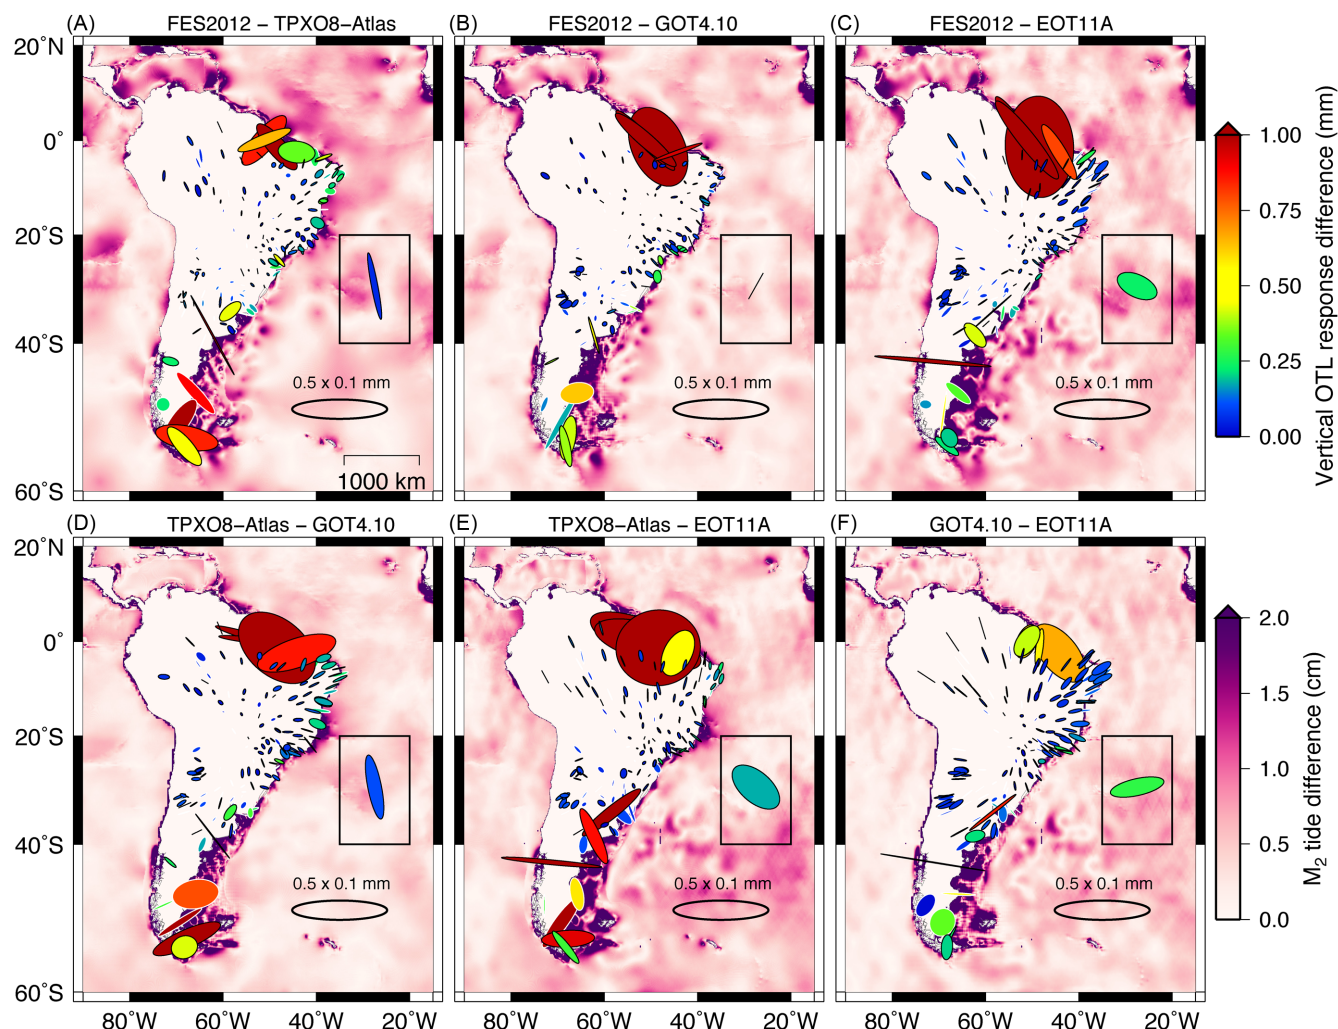 (A) FES2012 − TPXO8−Atlas
(B) FES2012 − GOT4.10
(C) FES2012 − EOT11A
20˚N
0˚
20˚S
40˚S
60˚S
0.5 x 0.1 mm
0.5 x 0.1 mm
0.5 x 0.1 mm
1000 km
1.00
0.75
0.50
0.25
0.00
Vertical OTL response difference (mm)
(D) TPXO8−Atlas − GOT4.10
(E) TPXO8−Atlas − EOT11A
(F) GOT4.10 − EOT11A
20˚N
0˚
20˚S
40˚S
60˚S
0.5 x 0.1 mm
0.5 x 0.1 mm
0.5 x 0.1 mm
80˚W 60˚W 40˚W 20˚W
80˚W 60˚W 40˚W 20˚W
80˚W 60˚W 40˚W 20˚W
2.0
1.5
1.0
0.5
0.0
M2 tide difference (cm)